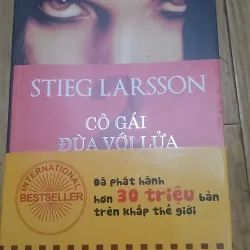 STIEG LARSSON
CÔ GÁI
ĐÙA VỚI LỬA
INTERNATIONAL
BESTSELLER
Đã phát hành
hơn 30 triệu bản
trên khắp thế giới